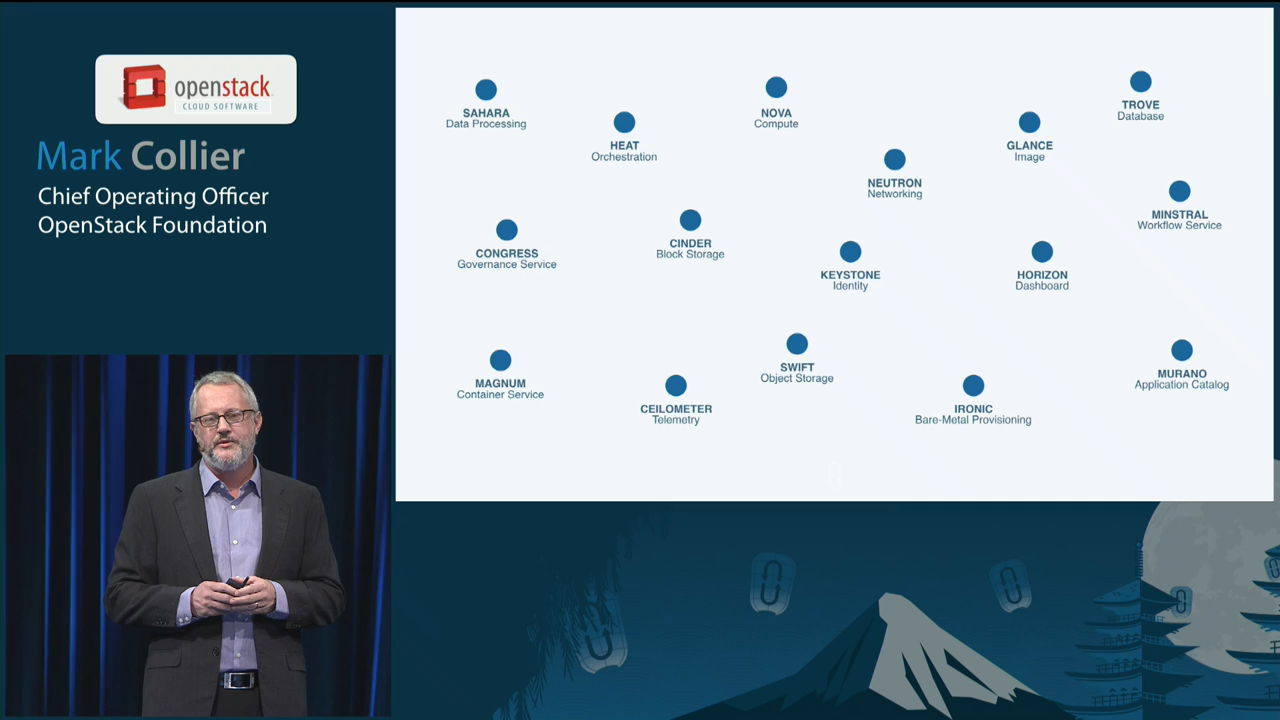 openstack
CLOUD SOFTWARE
Mark Collier
Chief Operating Officer
OpenStack Foundation
SAHARA
Data Processing
HEAT
Orchestration
NOVA
Compute
NEUTRON
Networking
GLANCE
Image
TROVE
Database
CONGRESS
Governance Service
CINDER
Block Storage
KEYSTONE
Identity
HORIZON
Dashboard
MINSTRAL
Workflow Service
MAGNUM
Container Service
CEILOMETER
Telemetry
SWIFT
Object Storage
IRONIC
Bare-Metal Provisioning
MURANO
Application Catalog